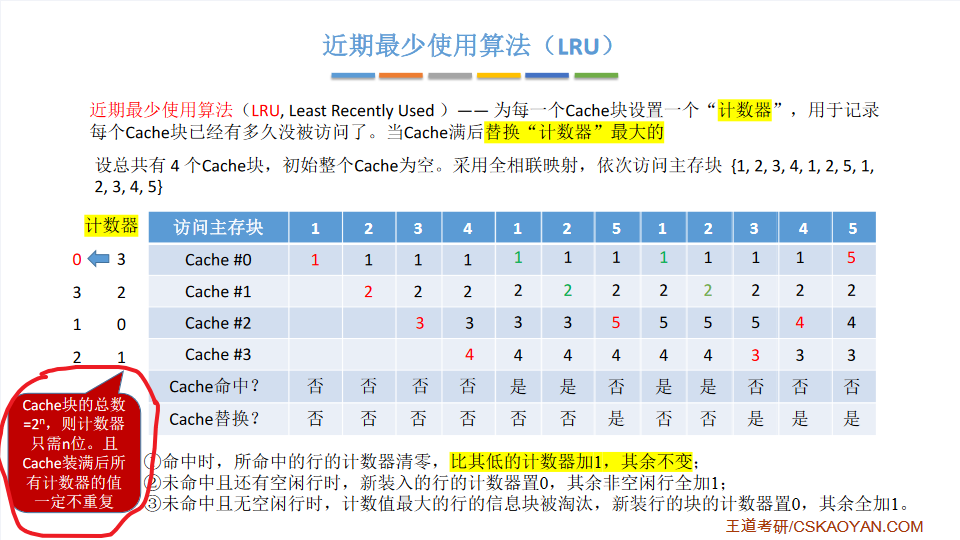 近期最少使用算法（LRU）
近期最少使用算法（LRU, Least Recently Used ）—— 为每一个Cache块设置一个“计数器”，用于记录
每个Cache块已经有多久没被访问了。当Cache满后替换“计数器”最大的
设总共有 4 个Cache块，初始整个Cache为空。采用全相联映射，依次访问主存块 {1, 2, 3, 4, 1, 2, 5, 1,
2, 3, 4, 5}
计数器 访问主存块 1 2 3 4 1 2 5 1 2 3 4 5
0 3 Cache #0 1 1 1 1 1 1 1 1 1 1 1 5
3 2 Cache #1 2 2 2 2 2 2 2 2 2 2 2
1 0 Cache #2 3 3 3 3 5 5 5 5 4 4
2 1 Cache #3 4 4 4 4 4 4 3 3 3
Cache命中？ 否 否 否 否 是 是 否 是 是 否 否 否
Cache替换？ 否 否 否 否 否 否 是 否 否 是 是 是
Cache块的总数
=2ⁿ，则计数器
只需n位。且
Cache装满后所
有计数器的值
一定不重复
①命中时，所命中的行的计数器清零，比其低的计数器加1，其余不变；
②未命中且还有空闲行时，新装入的行的计数器置0，其余非空闲行全加1；
③未命中且无空闲行时，计数值最大的行的信息块被淘汰，新装行的块的计数器置0，其余全加1。
王道考研/CSKAOYAN.COM